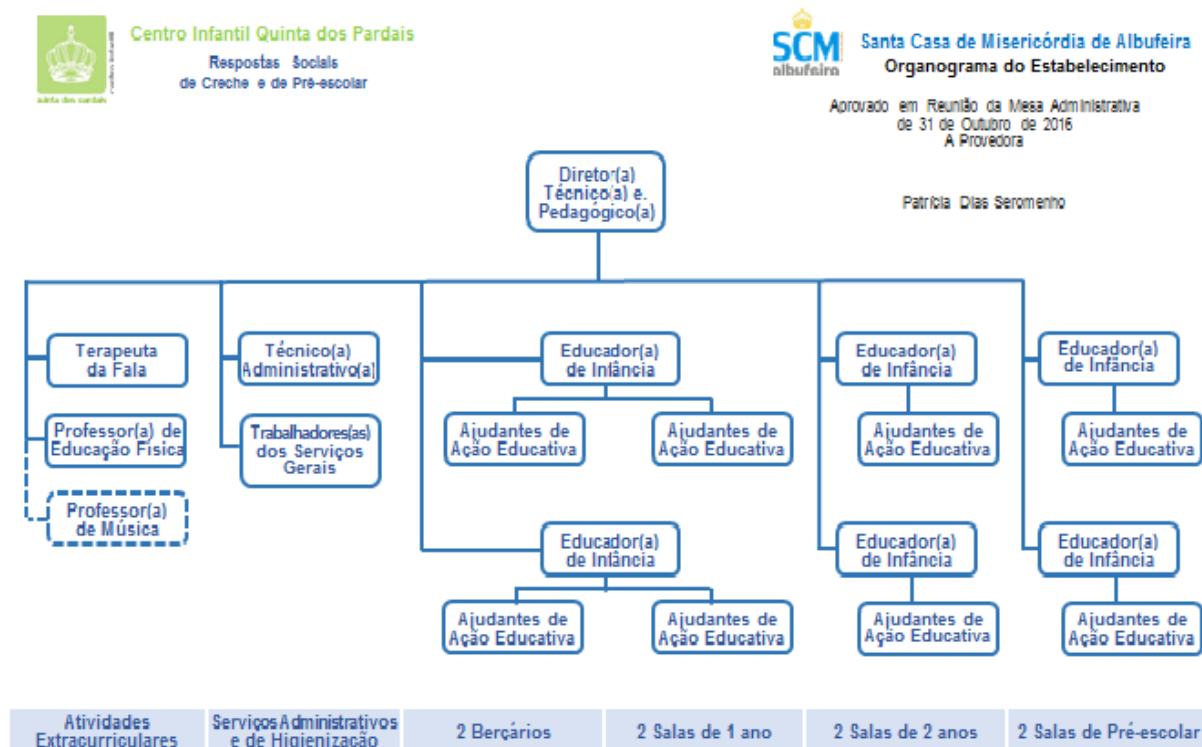 Centro Infantil Quinta dos Pardais
Respostas Sociais
de Creche e de Pré-escolar
quinta dos pardais
SCM
albufeira
Santa Casa de Misericórdia de Albufeira
Organograma do Estabelecimento
Aprovado em Reunião da Mesa Administrativa
de 31 de Outubro de 2016
A Provedora
Patrícia Dias Seromenho
Diretor(a)
Técnico(a) e.
Pedagógico(a)
Terapeuta
da Fala
Professor(a) de
Educação Física
Professor(a)
de Música
Técnico(a)
Administrativo(a)
Trabalhadores(as)
dos Serviços
Gerais
Educador(a)
de Infância
Ajudantes de
Ação Educativa
Ajudantes de
Ação Educativa
Educador(a)
de Infância
Ajudantes de
Ação Educativa
Ajudantes de
Ação Educativa
Educador(a)
de Infância
Ajudantes de
Ação Educativa
Educador(a)
de Infância
Ajudantes de
Ação Educativa
Educador(a)
de Infância
Ajudantes de
Ação Educativa
Educador(a)
de Infância
Ajudantes de
Ação Educativa
Atividades
Extracurriculares
Serviços Administrativos
e de Higienização
2 Berçários
2 Salas de 1 ano
2 Salas de 2 anos
2 Salas de Pré-escolar